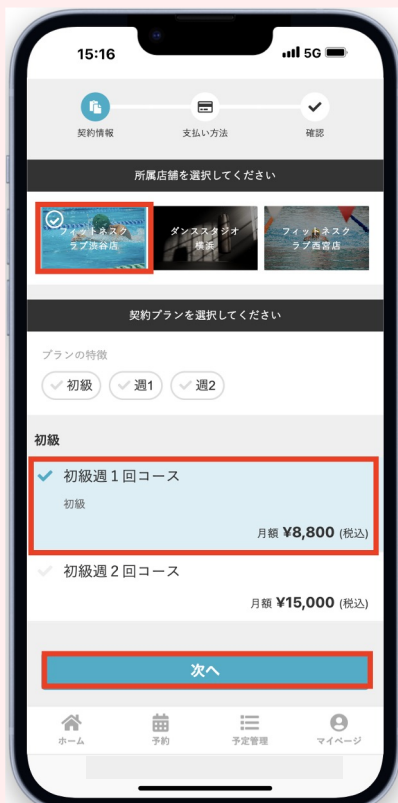 15:16
5G
契約情報
支払い方法
確認
所属店舗を選択してください
フィットネスク
ラブ渋谷店
ダンススタジオ
横浜
フィットネスク
ラブ西宮店
契約プランを選択してください
プランの特徴
初級
週1
週2
初級
初級週1回コース
初級
月額 ¥8,800 (税込)
初級週2回コース
月額 ¥15,000 (税込)
次へ
ホーム
予約
予定管理
マイページ